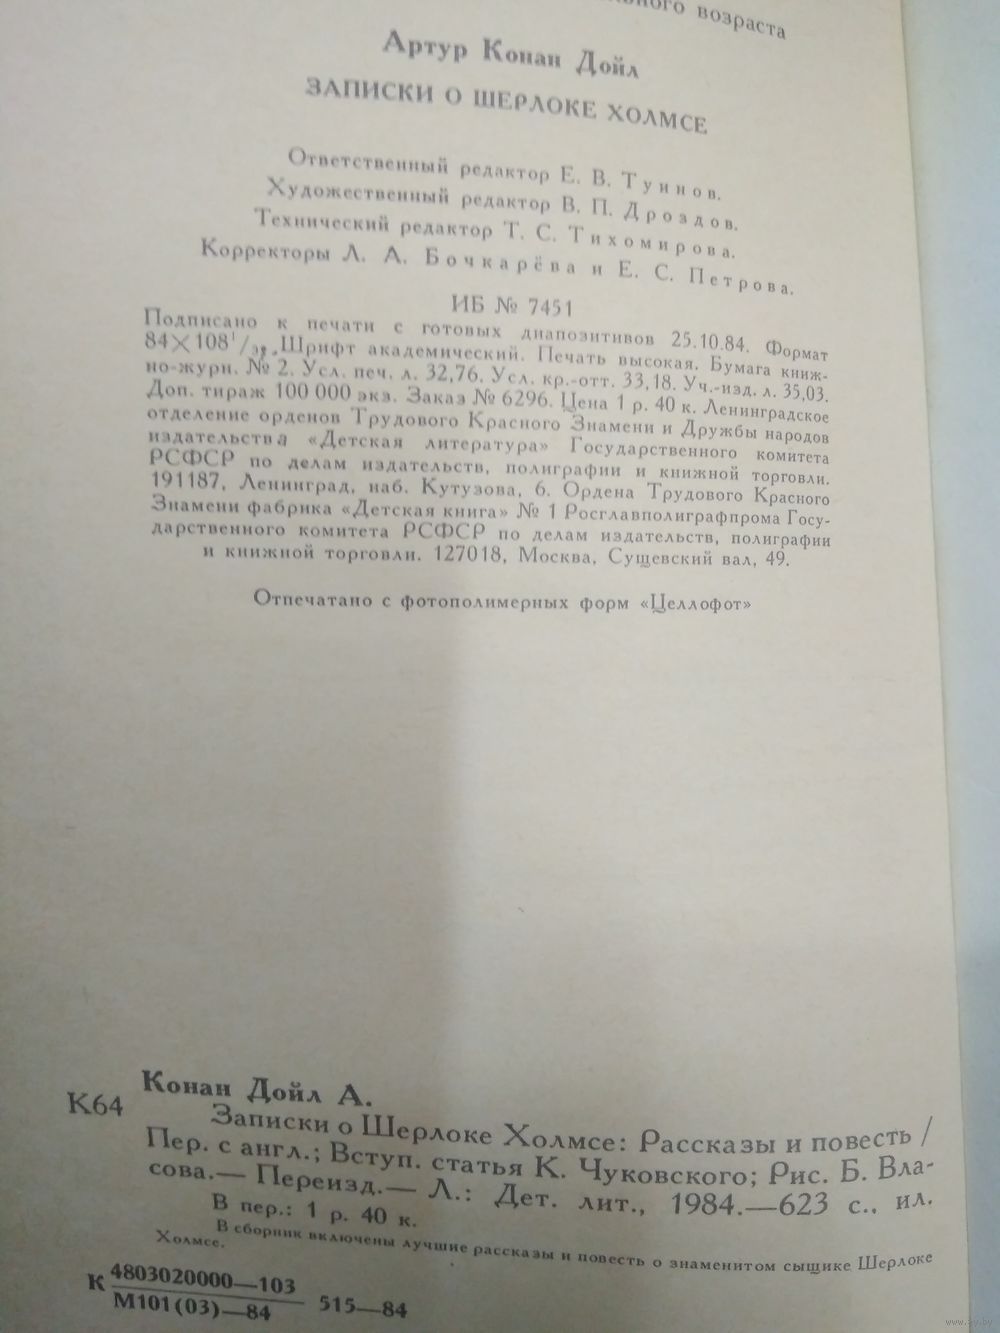 возраста
Артур Конан Дойл
ЗАПИСКИ О ШЕРЛОКЕ ХОЛМСЕ
Ответственный редактор Е. В. Туинов.
Художественный редактор В. П. Дроздов.
Технический редактор Т. С. Тихомирова.
Корректоры Л. А. Бочкарёва и Е. С. Петрова.
ИБ № 7451
Подписано к печати с готовых диапозитивов 25.10.84. Формат
84×108¹/₃₂. Шрифт академический. Печать высокая. Бумага книж-
но-журн. № 2. Усл. печ. л. 32,76. Усл. кр.-отт. 33,18. Уч.-изд. л. 35,03.
Доп. тираж 100 000 экз. Заказ № 6296. Цена 1 р. 40 к. Ленинградское
отделение орденов Трудового Красного Знамени и Дружбы народов
издательства «Детская литература» Государственного комитета
РСФСР по делам издательств, полиграфии и книжной торговли.
191187, Ленинград, наб. Кутузова, 6. Ордена Трудового Красного
Знамени фабрика «Детская книга» № 1 Росглавполиграфпрома Госу-
дарственного комитета РСФСР по делам издательств, полиграфии
и книжной торговли. 127018, Москва, Сущевский вал, 49.
Отпечатано с фотополимерных форм «Целлофот»
Конан Дойл А.
К64
Записки о Шерлоке Холмсе: Рассказы и повесть /
Пер. с англ.; Вступ. статья К. Чуковского; Рис. Б. Вла-
сова.— Переизд.— Л.: Дет. лит., 1984.—623 с., ил.
В пер.: 1 р. 40 к.
В сборник включены лучшие рассказы и повесть о знаменитом сыщике Шерлоке
Холмсе.
К 4803020000—103
М101(03)—84 515—84
www.ay.by